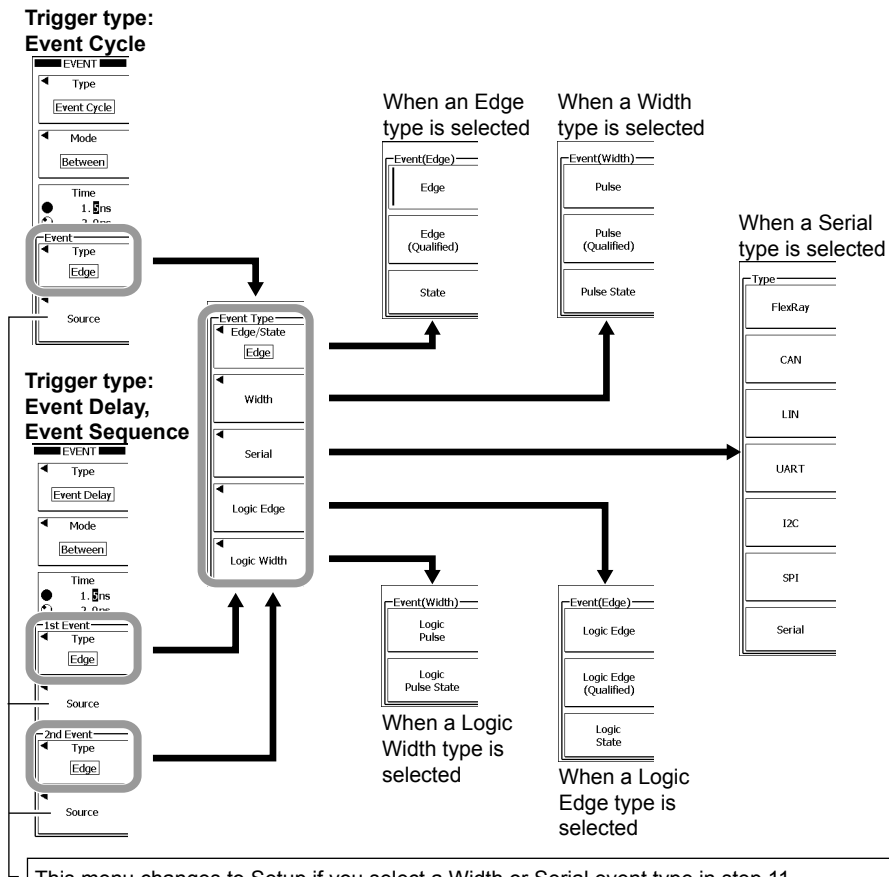 Trigger type:
Event Cycle
EVENT
Type
Event Cycle
Mode
Between
Time
1.5ns
2.0ns
Event
Type
Edge
Source
Trigger type:
Event Delay,
Event Sequence
EVENT
Type
Event Delay
Mode
Between
Time
1.5ns
2.0ns
1st Event
Type
Edge
Source
2nd Event
Type
Edge
Source
Event Type
Edge/State
Edge
Width
Serial
Logic Edge
Logic Width
When an Edge
type is selected
Event(Edge)
Edge
Edge
(Qualified)
State
When a Width
type is selected
Event(Width)
Pulse
Pulse
(Qualified)
Pulse State
When a Serial
type is selected
Type
FlexRay
CAN
LIN
UART
I2C
SPI
Serial
Event(Width)
Logic
Pulse
Logic
Pulse State
When a Logic
Width type is
selected
Event(Edge)
Logic Edge
Logic Edge
(Qualified)
Logic
State
When a Logic
Edge type is
selected
This menu changes to Setup if you select a Width or Serial event type in step 11.